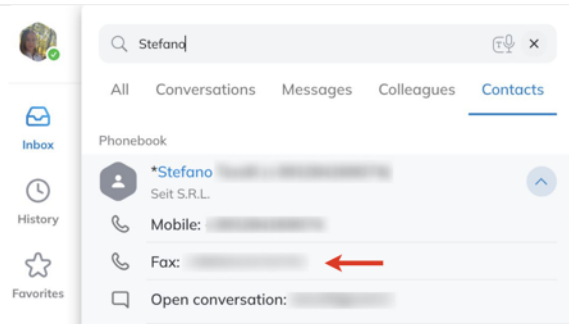 Stefano
All Conversations Messages Colleagues Contacts
Inbox
Phonebook
*Stefano
Seit S.R.L.
History
Mobile:
Fax:
Favorites
Open conversation: